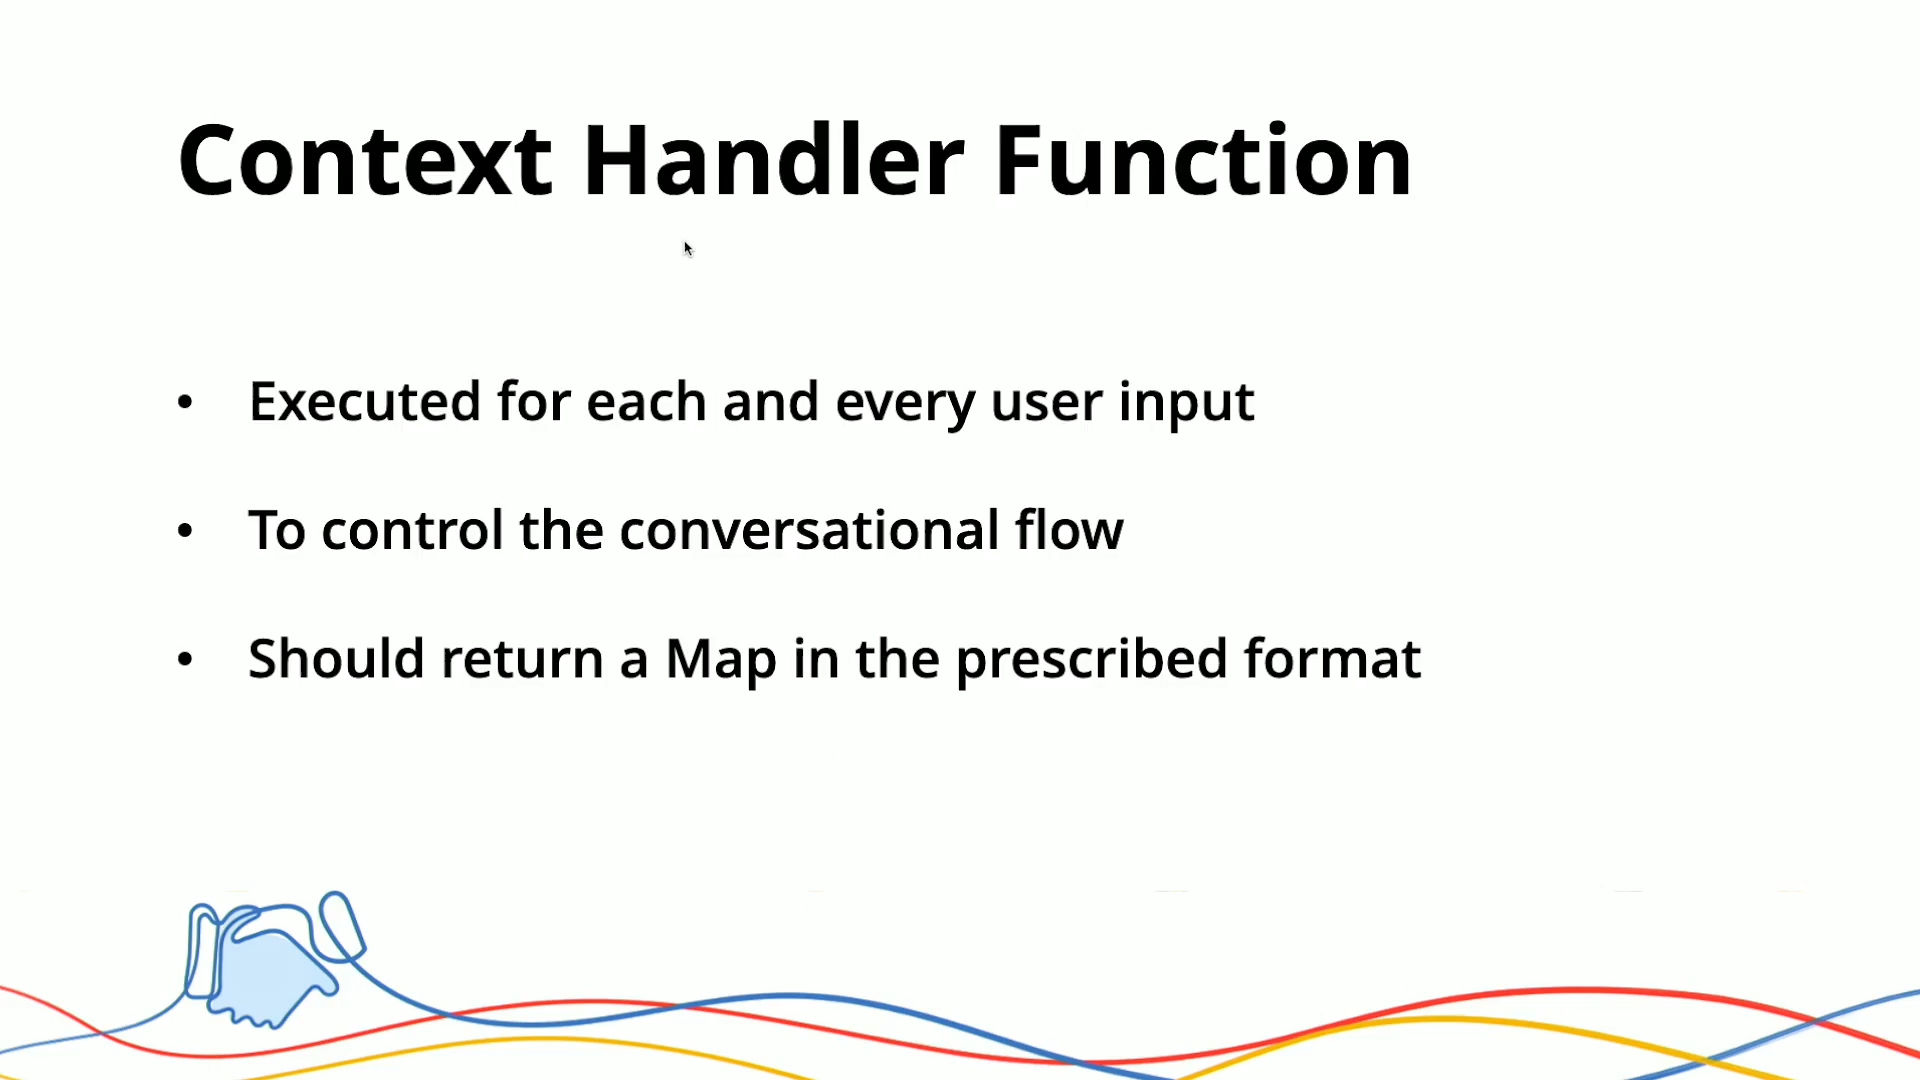 Context Handler Function
• Executed for each and every user input
• To control the conversational flow
• Should return a Map in the prescribed format